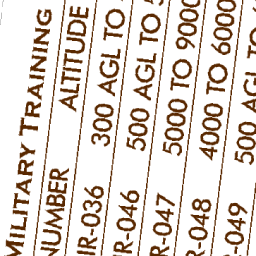 MILITARY TRAINING
NUMBER ALTITUDE
IR-036 300 AGL TO
IR-046 500 AGL TO
IR-047 5000 TO 9000
IR-048 4000 TO 6000
-049 500 AGL TO